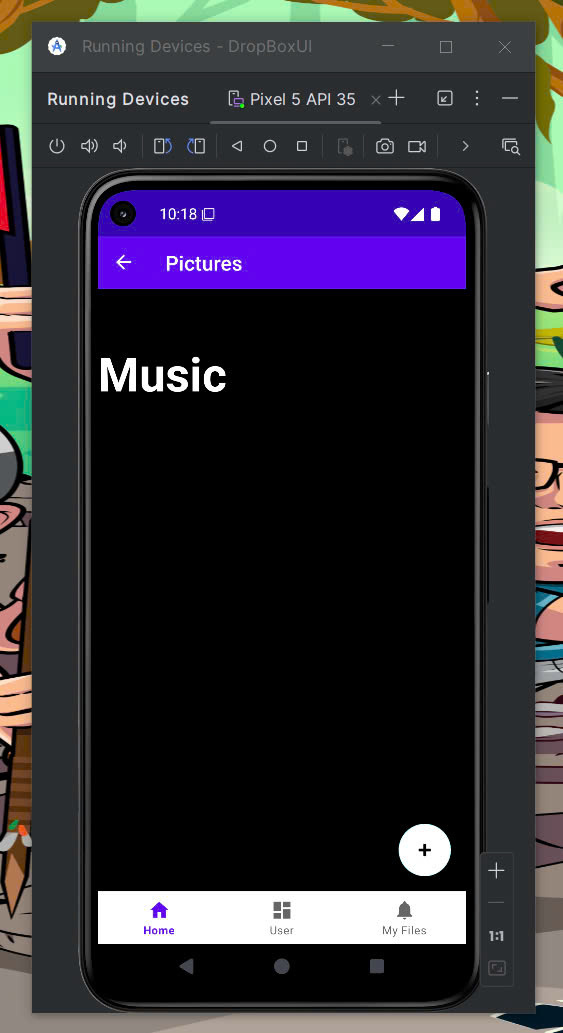 Running Devices - DropBoxUI
Running Devices
Pixel 5 API 35
10:18
Pictures
Music
+
Home
User
My Files
1:1